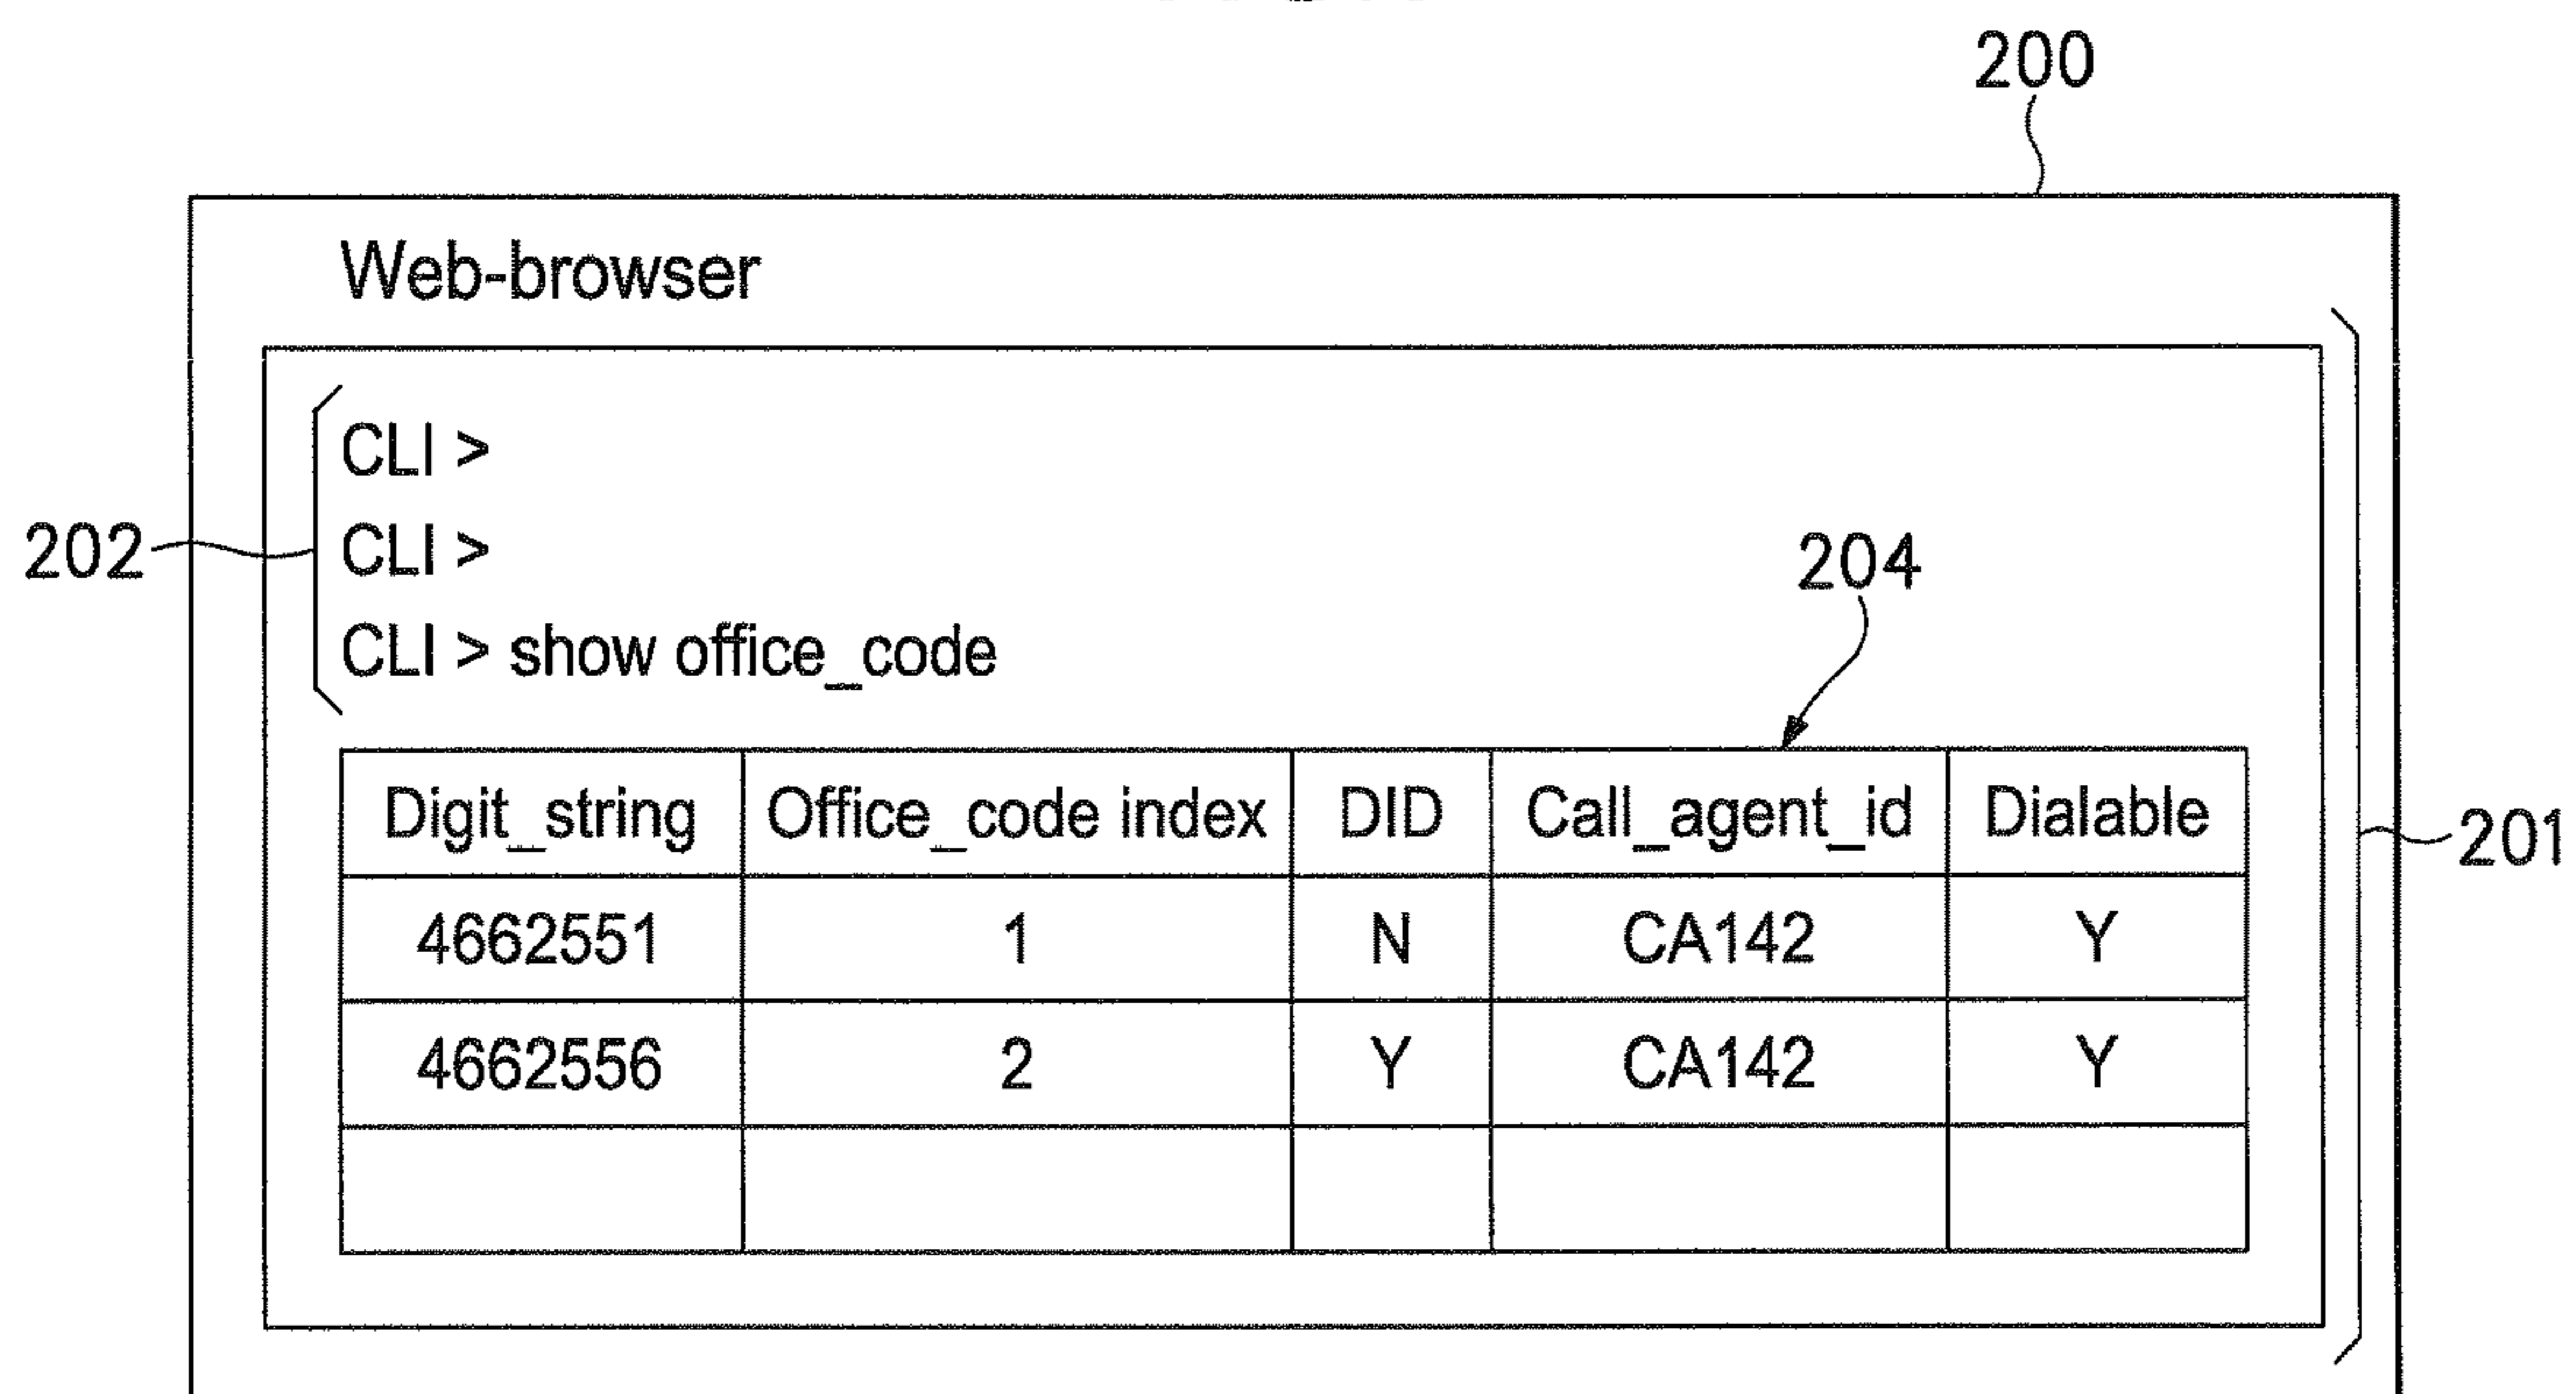 200
Web-browser
CLI >
202
CLI >
204
CLI > show office_code
Digit_string Office_code index DID Call_agent_id Dialable
201
4662551 1 N CA142 Y
4662556 2 Y CA142 Y